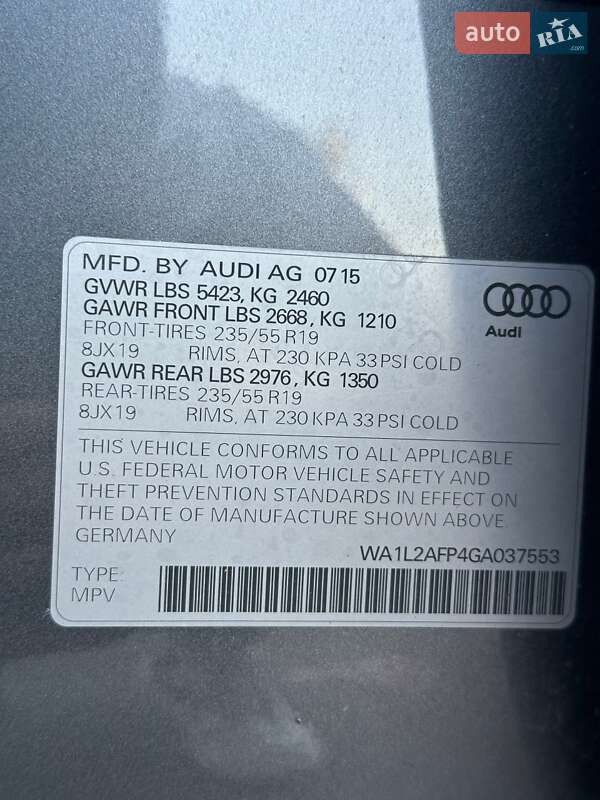 auto RIA .com
MFD. BY AUDI AG 07 15
GVWR LBS 5423, KG 2460
GAWR FRONT LBS 2668, KG 1210
FRONT-TIRES 235/55 R19
8JX19 RIMS, AT 230 KPA 33 PSI COLD
GAWR REAR LBS 2976, KG 1350
REAR-TIRES 235/55 R19
8JX19 RIMS, AT 230 KPA 33 PSI COLD
Audi
THIS VEHICLE CONFORMS TO ALL APPLICABLE
U.S. FEDERAL MOTOR VEHICLE SAFETY AND
THEFT PREVENTION STANDARDS IN EFFECT ON
THE DATE OF MANUFACTURE SHOWN ABOVE.
GERMANY
WA1L2AFP4GA037553
TYPE:
MPV